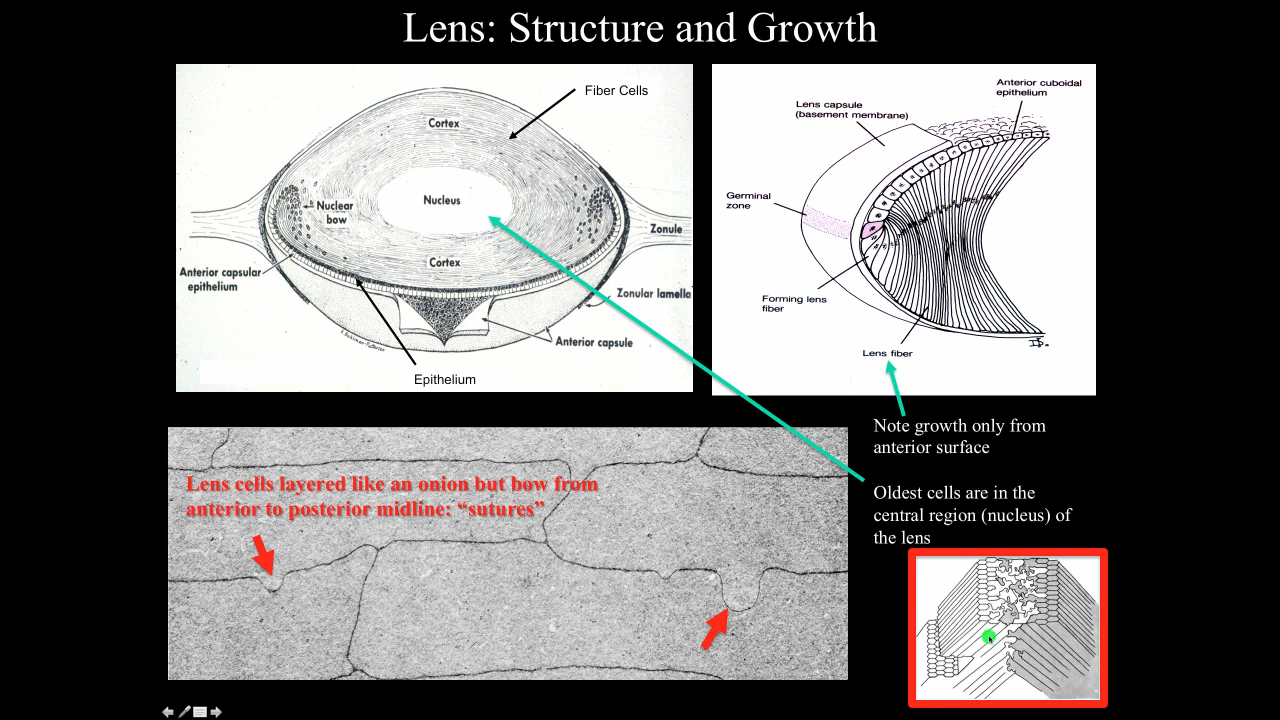 Lens: Structure and Growth
Fiber Cells
Cortex
Nucleus
Nuclear
bow
Zonule
Cortex
Anterior capsular
epithelium
Zonular lamella
Anterior capsule
Epithelium
Anterior cuboidal
epithelium
Lens capsule
(basement membrane)
Germinal
zone
Forming lens
fiber
Lens fiber
Note growth only from
anterior surface
Oldest cells are in the
central region (nucleus) of
the lens
Lens cells layered like an onion but bow from
anterior to posterior midline: “sutures”